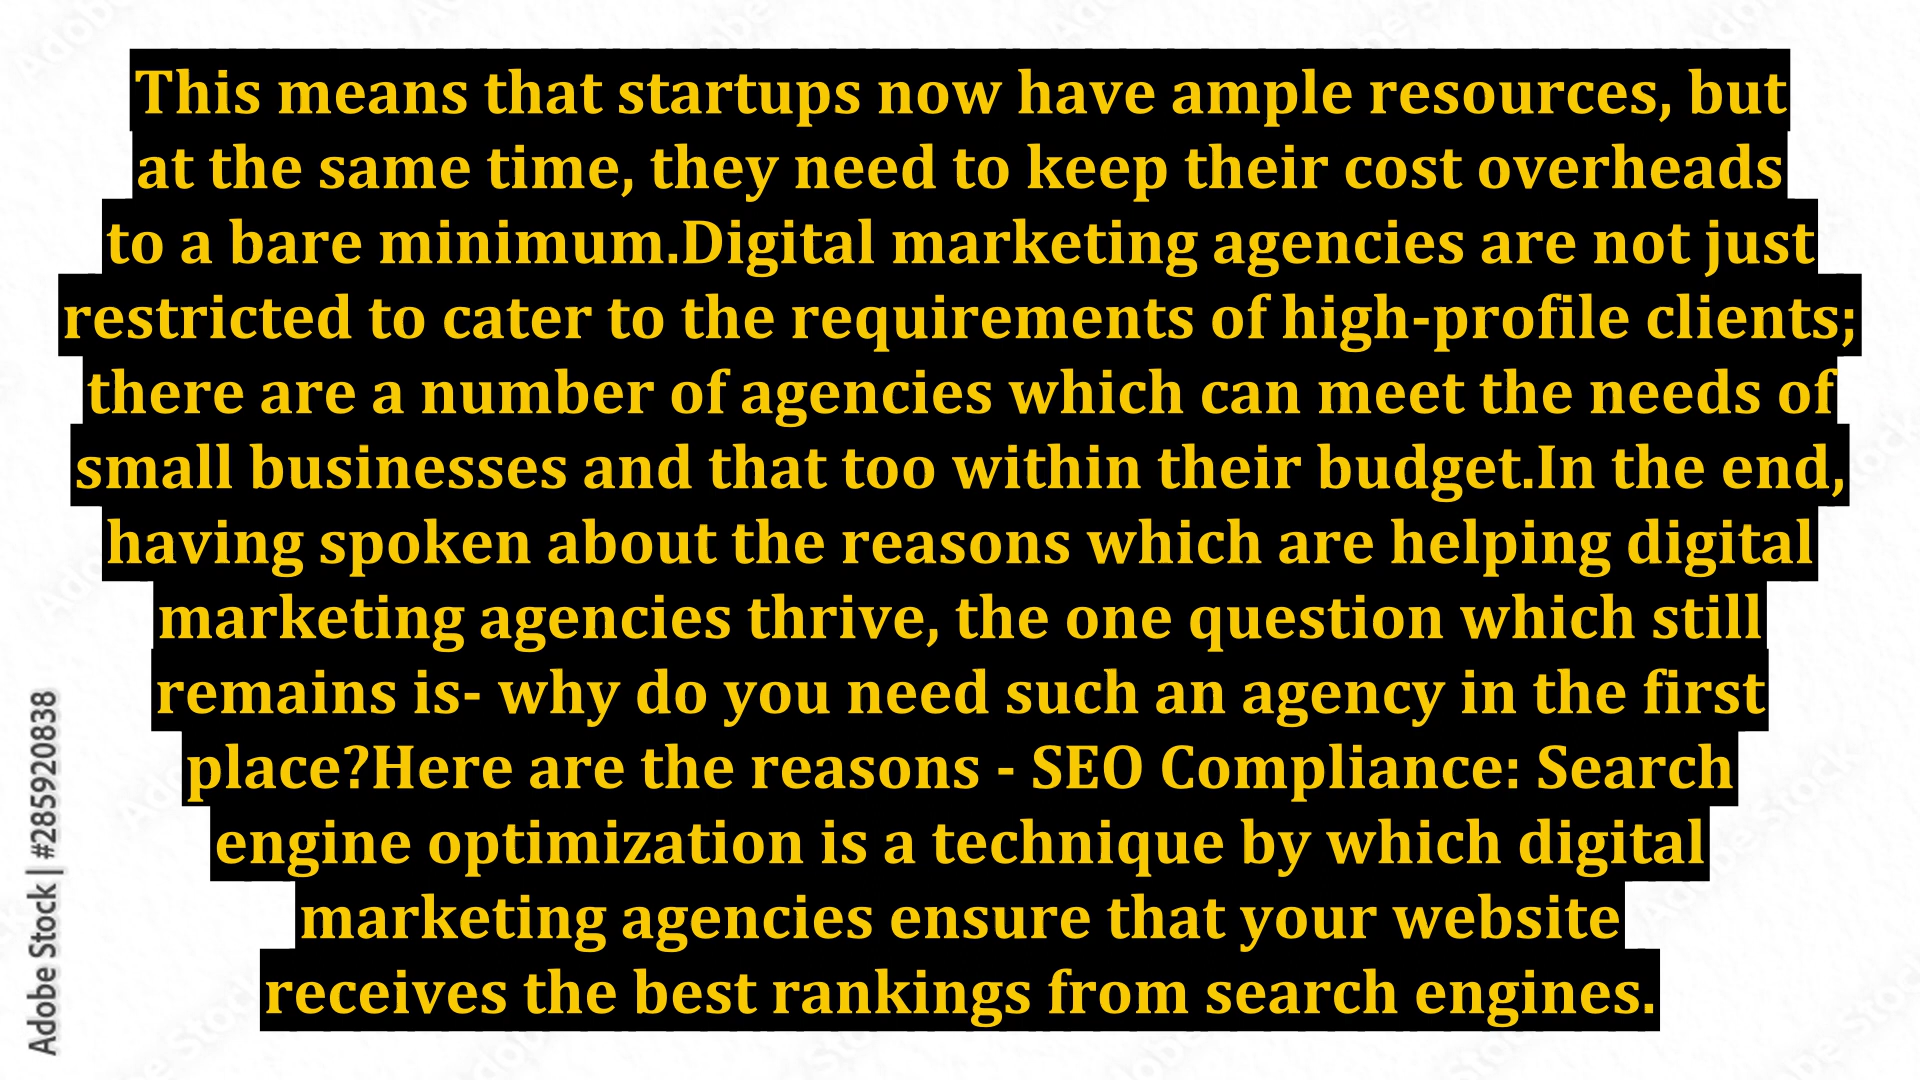 This means that startups now have ample resources, but
at the same time, they need to keep their cost overheads
to a bare minimum.Digital marketing agencies are not just
restricted to cater to the requirements of high-profile clients;
there are a number of agencies which can meet the needs of
small businesses and that too within their budget.In the end,
having spoken about the reasons which are helping digital
marketing agencies thrive, the one question which still
remains is- why do you need such an agency in the first
place?Here are the reasons - SEO Compliance: Search
engine optimization is a technique by which digital
marketing agencies ensure that your website
receives the best rankings from search engines.
Adobe Stock | #285920838